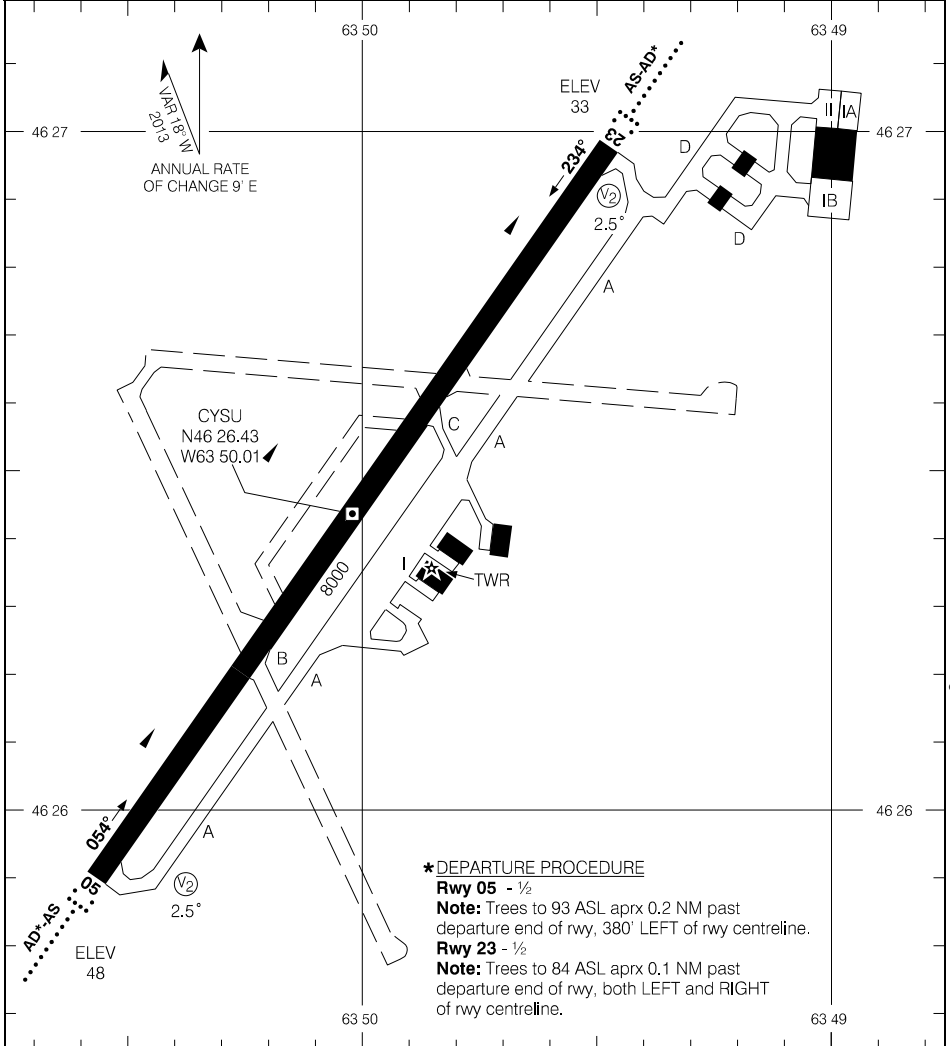 63 50
63 49
AS-AD*
ELEV
33
VAR 18° W
2013
46 27
46 27
II
IA
23
ANNUAL RATE
OF CHANGE 9' E
D
234°
V2
2.5°
IB
D
A
CYSU
N46 26.43
W63 50.01
C
A
8000
I
TWR
B
A
46 26
46 26
054°
A
05
V2
2.5°
AD*-AS
ELEV
48
*DEPARTURE PROCEDURE
Rwy 05 - ½
Note: Trees to 93 ASL aprx 0.2 NM past
departure end of rwy, 380' LEFT of rwy centreline.
Rwy 23 - ½
Note: Trees to 84 ASL aprx 0.1 NM past
departure end of rwy, both LEFT and RIGHT
of rwy centreline.
63 50
63 49